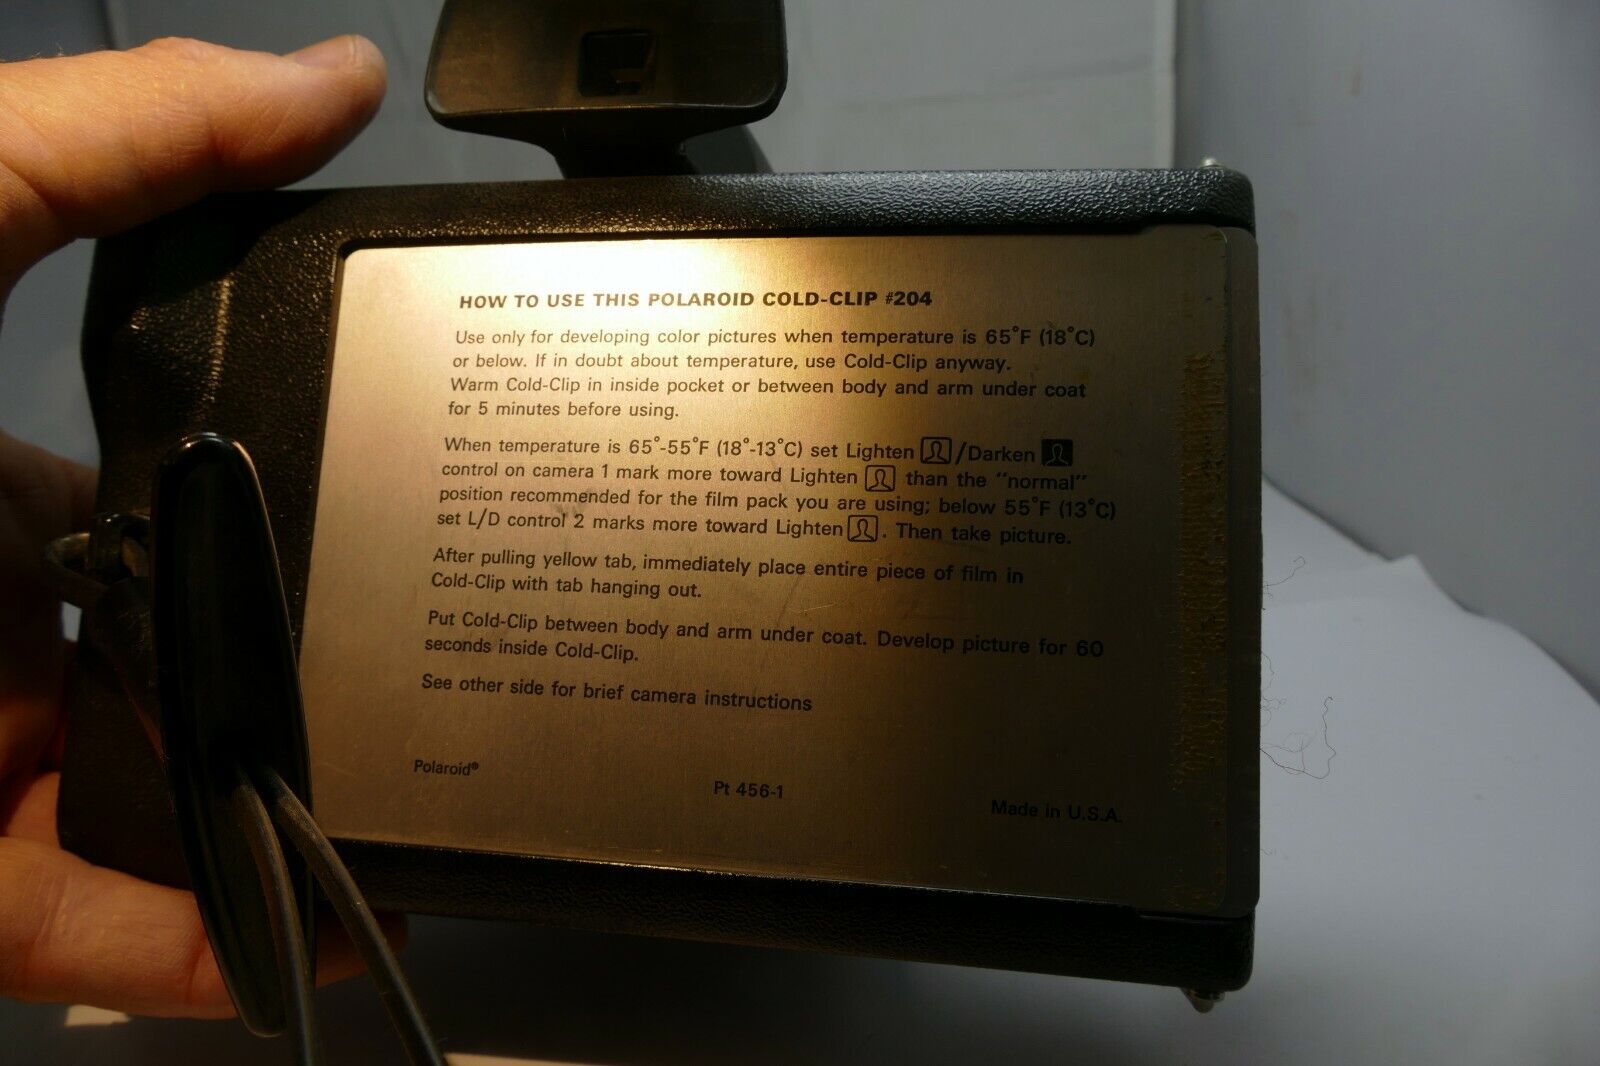 HOW TO USE THIS POLAROID COLD-CLIP #204
Use only for developing color pictures when temperature is 65°F (18°C)
or below. If in doubt about temperature, use Cold-Clip anyway.
Warm Cold-Clip in inside pocket or between body and arm under coat
for 5 minutes before using.
When temperature is 65°-55°F (18°-13°C) set Lighten /Darken
control on camera 1 mark more toward Lighten than the "normal"
position recommended for the film pack you are using; below 55°F (13°C)
set L/D control 2 marks more toward Lighten . Then take picture.
After pulling yellow tab, immediately place entire piece of film in
Cold-Clip with tab hanging out.
Put Cold-Clip between body and arm under coat. Develop picture for 60
seconds inside Cold-Clip.
See other side for brief camera instructions
Polaroid®
Pt 456-1
Made in U.S.A.